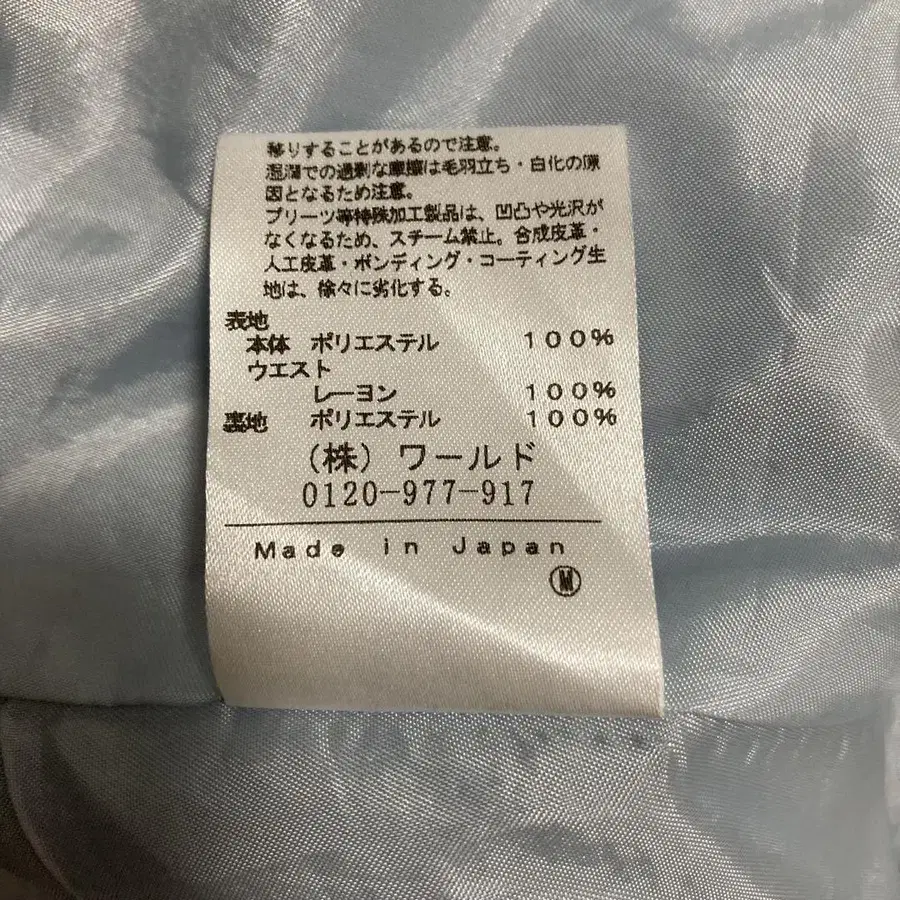 移りすることがあるので注意。
湿潤での過剰な摩擦は毛羽立ち・白化の原
因となるため注意。
プリーツ等特殊加工製品は、凹凸や光沢が
なくなるため、スチーム禁止。合成皮革・
人工皮革・ボンディング・コーティング生
地は、徐々に劣化する。
表地
本体 ポリエステル 100%
ウエスト
レーヨン 100%
裏地 ポリエステル 100%
(株)ワールド
0120-977-917
Made in Japan
M